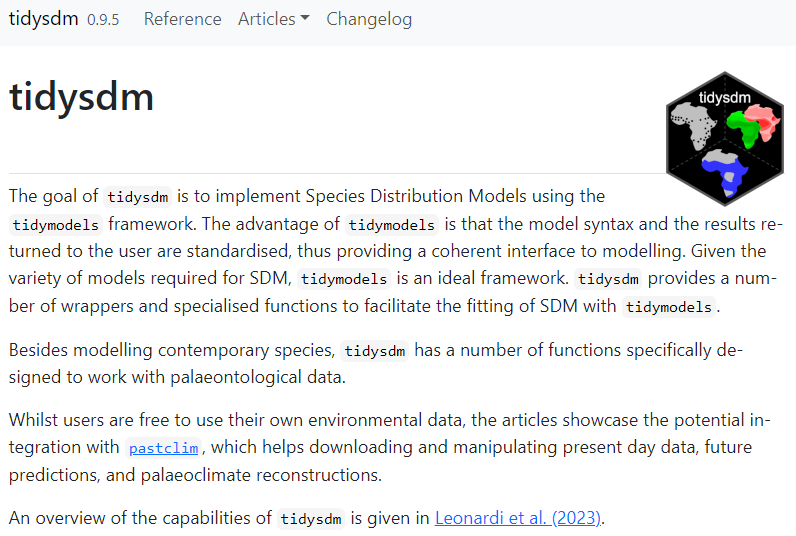 tidysdm 0.9.5 Reference Articles Changelog
tidysdm
tidysdm
The goal of tidysdm is to implement Species Distribution Models using the
tidymodels framework. The advantage of tidymodels is that the model syntax and the results re-
turned to the user are standardised, thus providing a coherent interface to modelling. Given the
variety of models required for SDM, tidymodels is an ideal framework. tidysdm provides a num-
ber of wrappers and specialised functions to facilitate the fitting of SDM with tidymodels.
Besides modelling contemporary species, tidysdm has a number of functions specifically de-
signed to work with palaeontological data.
Whilst users are free to use their own environmental data, the articles showcase the potential in-
tegration with pastclim, which helps downloading and manipulating present day data, future
predictions, and palaeoclimate reconstructions.
An overview of the capabilities of tidysdm is given in Leonardi et al. (2023).